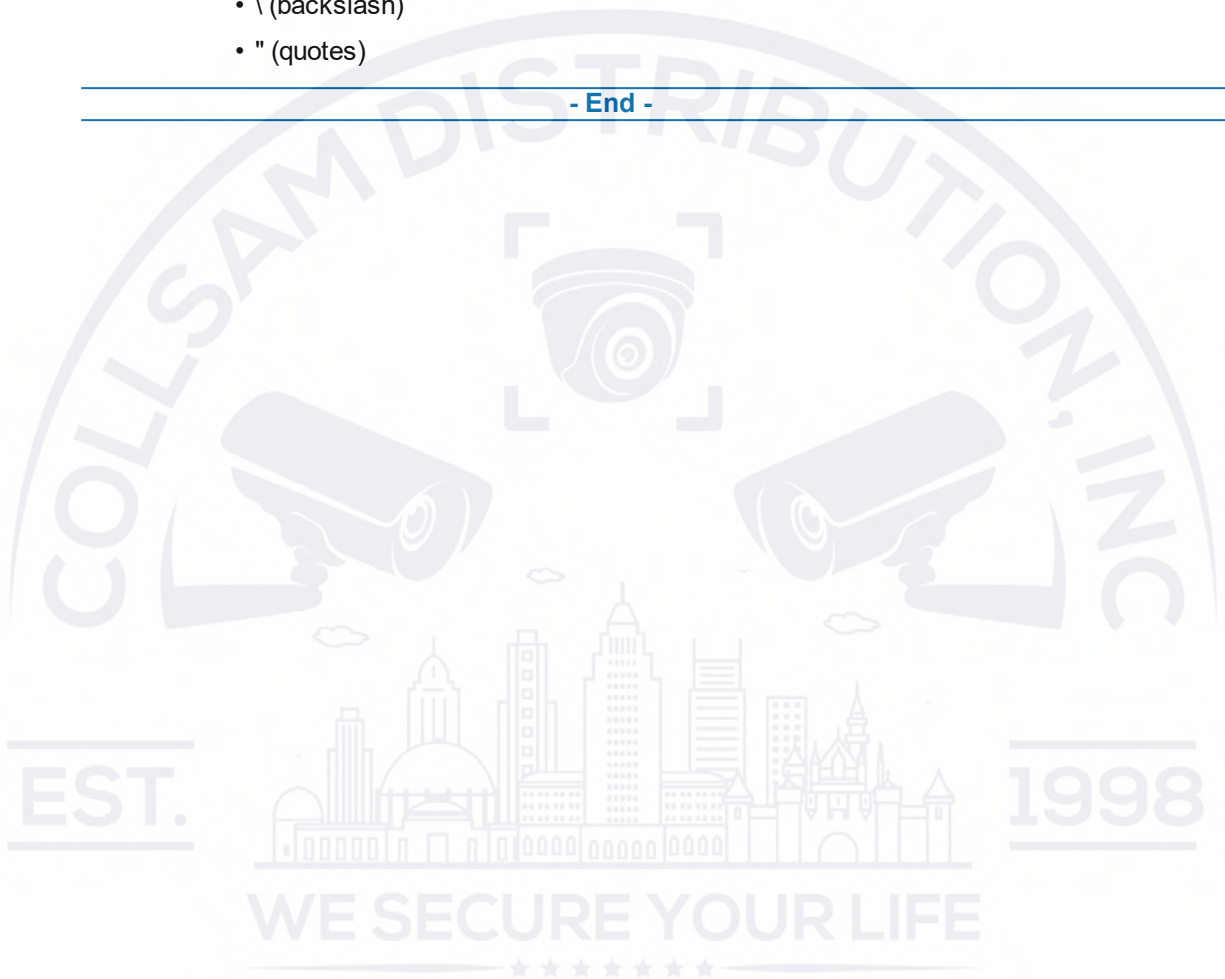 • \ (backslash)
• " (quotes)
- End -
COLLSAM DISTRIBUTION, INC
EST.
1998
WE SECURE YOUR LIFE